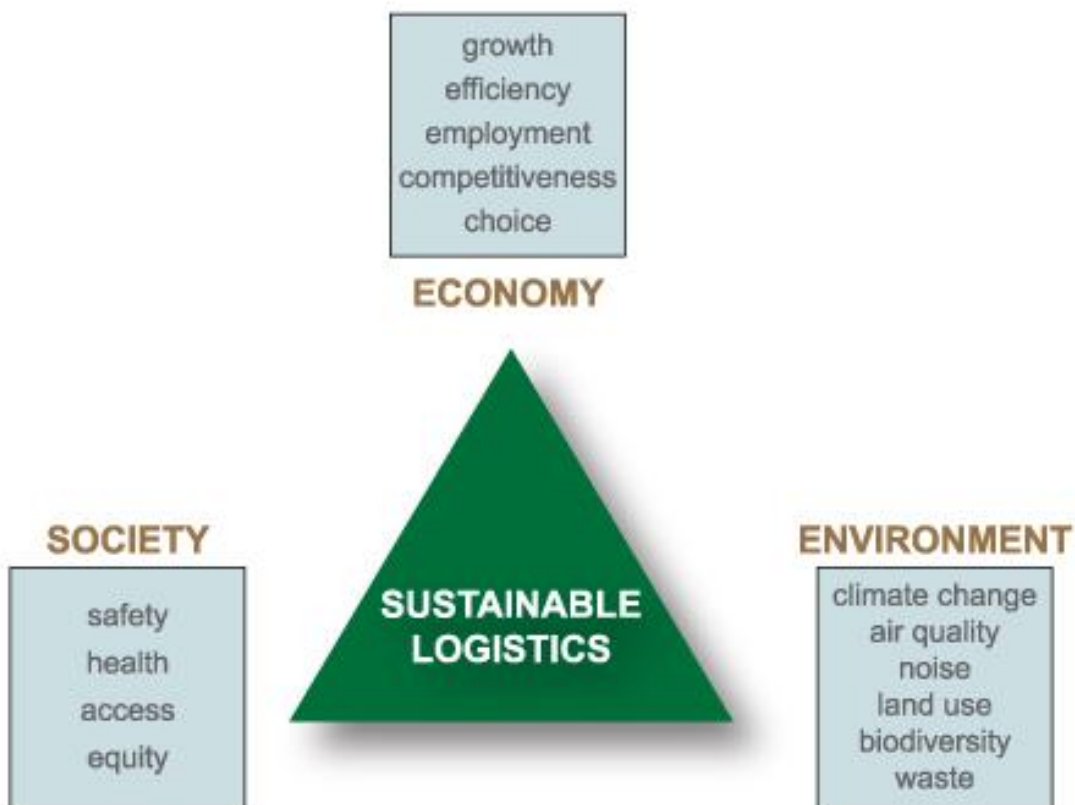 growth
efficiency
employment
competitiveness
choice
ECONOMY
SOCIETY
safety
health
access
equity
SUSTAINABLE
LOGISTICS
ENVIRONMENT
climate change
air quality
noise
land use
biodiversity
waste